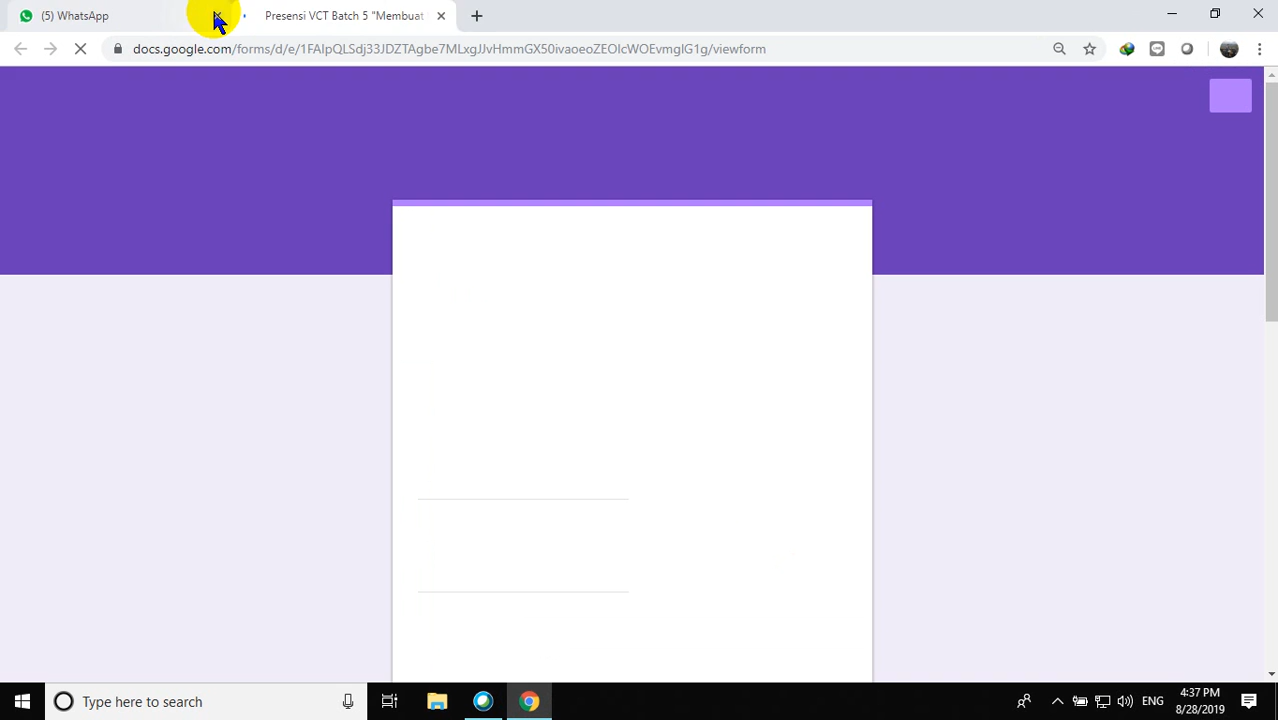 (5) WhatsApp
Presensi VCT Batch 5 "Membuat
docs.google.com/forms/d/e/1FAIpQLSdj33JDZTAgbe7MLxgJJvHmmGX50ivaoeoZEOlcWOEvmgIG1g/viewform
Type here to search
ENG
4:37 PM
8/28/2019